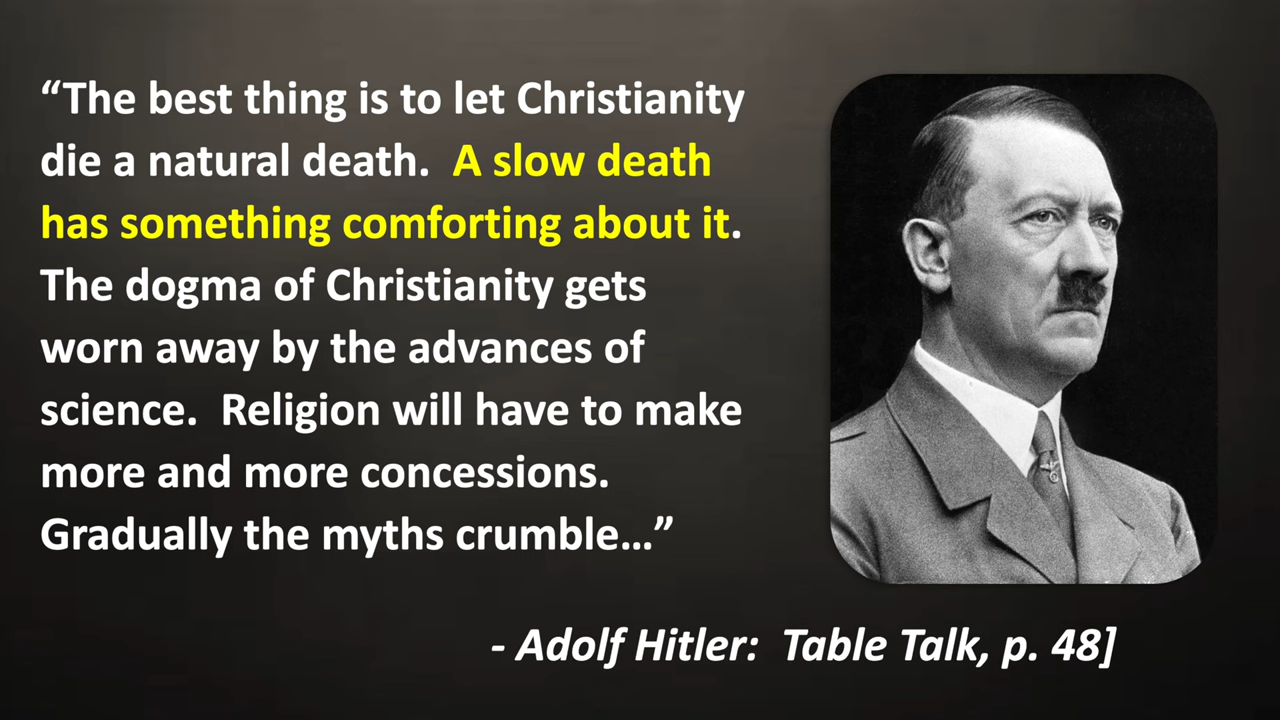 “The best thing is to let Christianity
die a natural death.  A slow death
has something comforting about it.
The dogma of Christianity gets
worn away by the advances of
science.  Religion will have to make
more and more concessions.
Gradually the myths crumble…”
- Adolf Hitler:  Table Talk, p. 48]